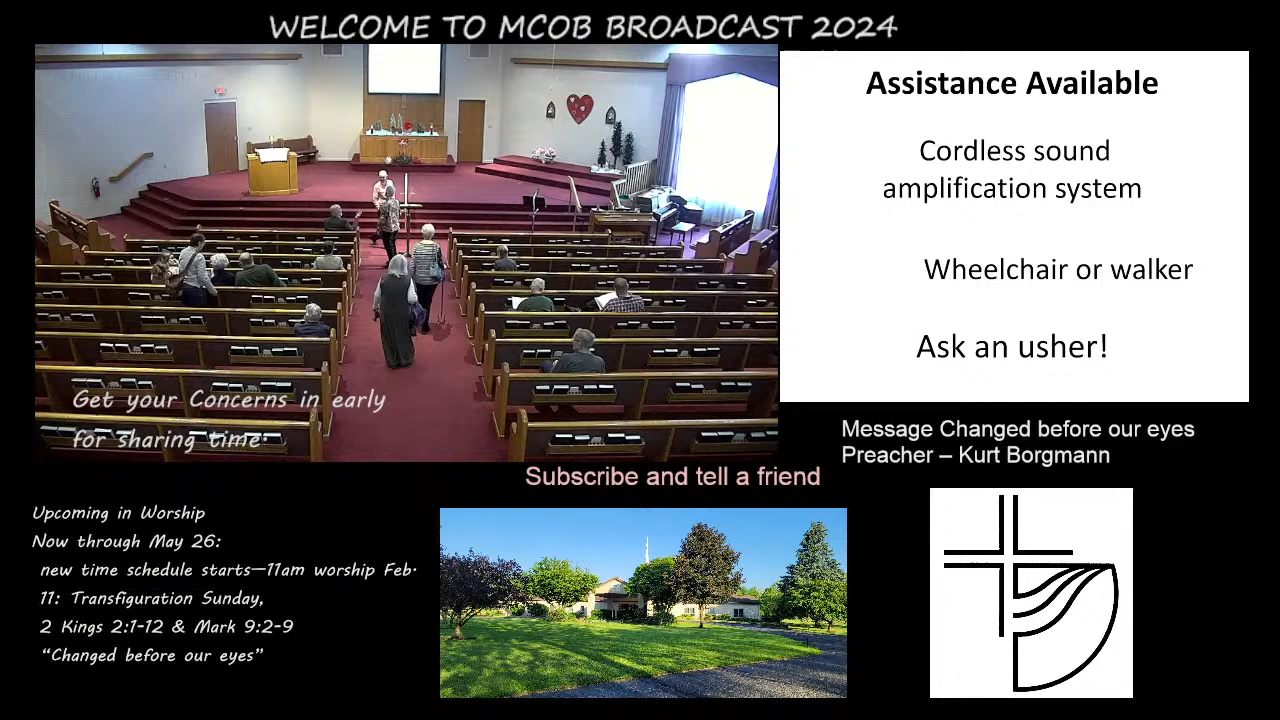 WELCOME TO MCOB BROADCAST 2024
Assistance Available
Cordless sound
amplification system
Wheelchair or walker
Ask an usher!
Get your Concerns in early
for sharing time.
Message Changed before our eyes
Preacher – Kurt Borgmann
Subscribe and tell a friend
Upcoming in Worship
Now through May 26:
new time schedule starts—11am worship Feb.
11: Transfiguration Sunday,
2 Kings 2:1-12 & Mark 9:2-9
“Changed before our eyes”